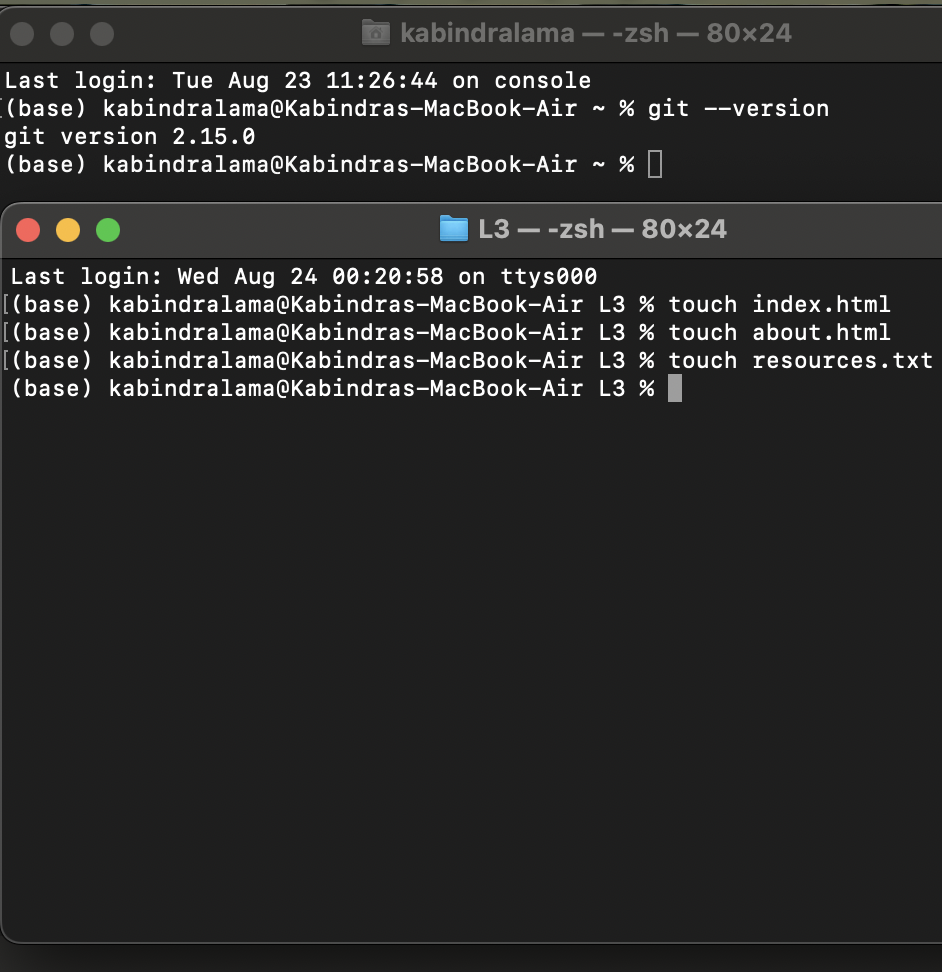 kabindralama — -zsh — 80×24
Last login: Tue Aug 23 11:26:44 on console
[(base) kabindralama@Kabindras-MacBook-Air ~ % git --version
git version 2.15.0
(base) kabindralama@Kabindras-MacBook-Air ~ %
L3 — -zsh — 80×24
Last login: Wed Aug 24 00:20:58 on ttys000
[(base) kabindralama@Kabindras-MacBook-Air L3 % touch index.html
[(base) kabindralama@Kabindras-MacBook-Air L3 % touch about.html
[(base) kabindralama@Kabindras-MacBook-Air L3 % touch resources.txt
(base) kabindralama@Kabindras-MacBook-Air L3 %